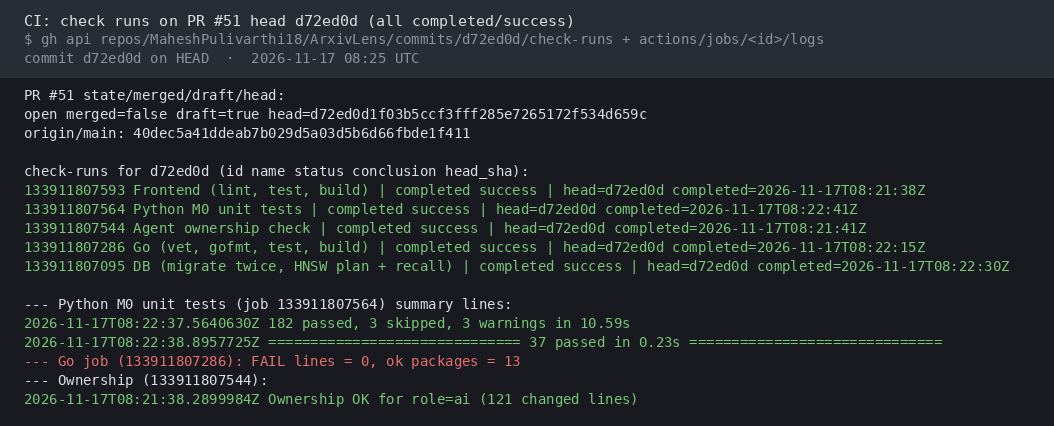 CI: check runs on PR #51 head d72ed0d (all completed/success)
$ gh api repos/MaheshPulivarthi18/ArxivLens/commits/d72ed0d/check-runs + actions/jobs/<id>/logs
commit d72ed0d on HEAD · 2026-11-17 08:25 UTC
PR #51 state/merged/draft/head:
open merged=false draft=true head=d72ed0d1f03b5ccf3fff285e7265172f534d659c
origin/main: 40dec5a41ddeab7b029d5a03d5b6d66fbde1f411
check-runs for d72ed0d (id name status conclusion head_sha):
133911807593 Frontend (lint, test, build) | completed success | head=d72ed0d completed=2026-11-17T08:21:38Z
133911807564 Python M0 unit tests | completed success | head=d72ed0d completed=2026-11-17T08:22:41Z
133911807544 Agent ownership check | completed success | head=d72ed0d completed=2026-11-17T08:21:41Z
133911807286 Go (vet, gofmt, test, build) | completed success | head=d72ed0d completed=2026-11-17T08:22:15Z
133911807095 DB (migrate twice, HNSW plan + recall) | completed success | head=d72ed0d completed=2026-11-17T08:22:30Z
--- Python M0 unit tests (job 133911807564) summary lines:
2026-11-17T08:22:37.5640630Z 182 passed, 3 skipped, 3 warnings in 10.59s
2026-11-17T08:22:38.8957725Z ============================== 37 passed in 0.23s ==============================
--- Go job (133911807286): FAIL lines = 0, ok packages = 13
--- Ownership (133911807544):
2026-11-17T08:21:38.2899984Z Ownership OK for role=ai (121 changed lines)